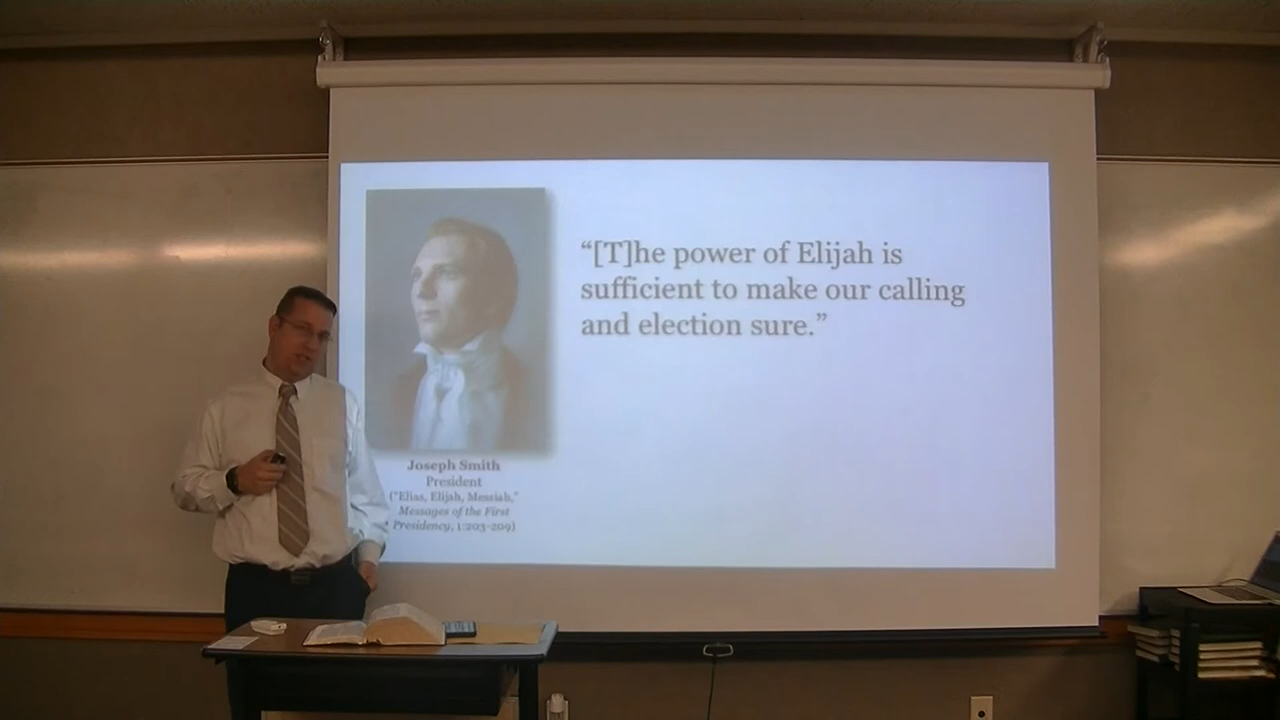 “[T]he power of Elijah is
sufficient to make our calling
and election sure.”
Joseph Smith
President
(“Elias, Elijah, Messiah,”
Messages of the First
Presidency, 1:203-209)